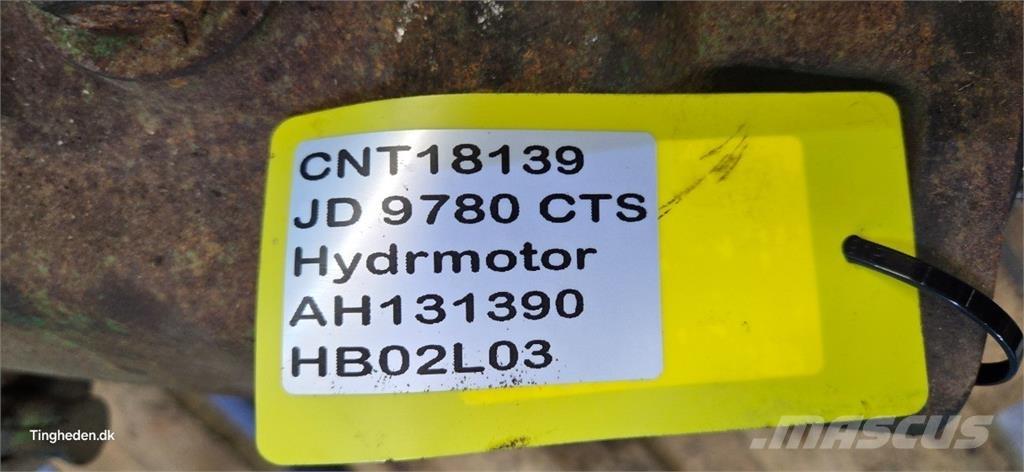 CNT18139
JD 9780 CTS
Hydrmotor
AH131390
HB02L03
Tingheden.dk
MASCUS